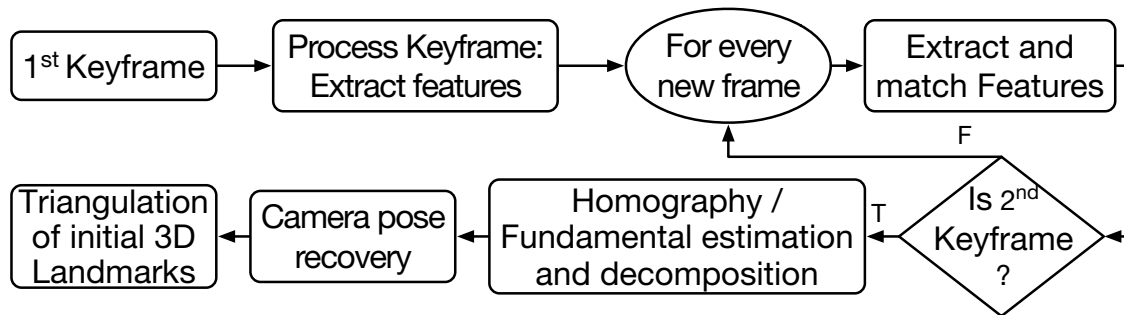 1st Keyframe
Process Keyframe:
Extract features
For every
new frame
Extract and
match Features
F
Is 2nd
Keyframe
?
T
Homography /
Fundamental estimation
and decomposition
Camera pose
recovery
Triangulation
of initial 3D
Landmarks